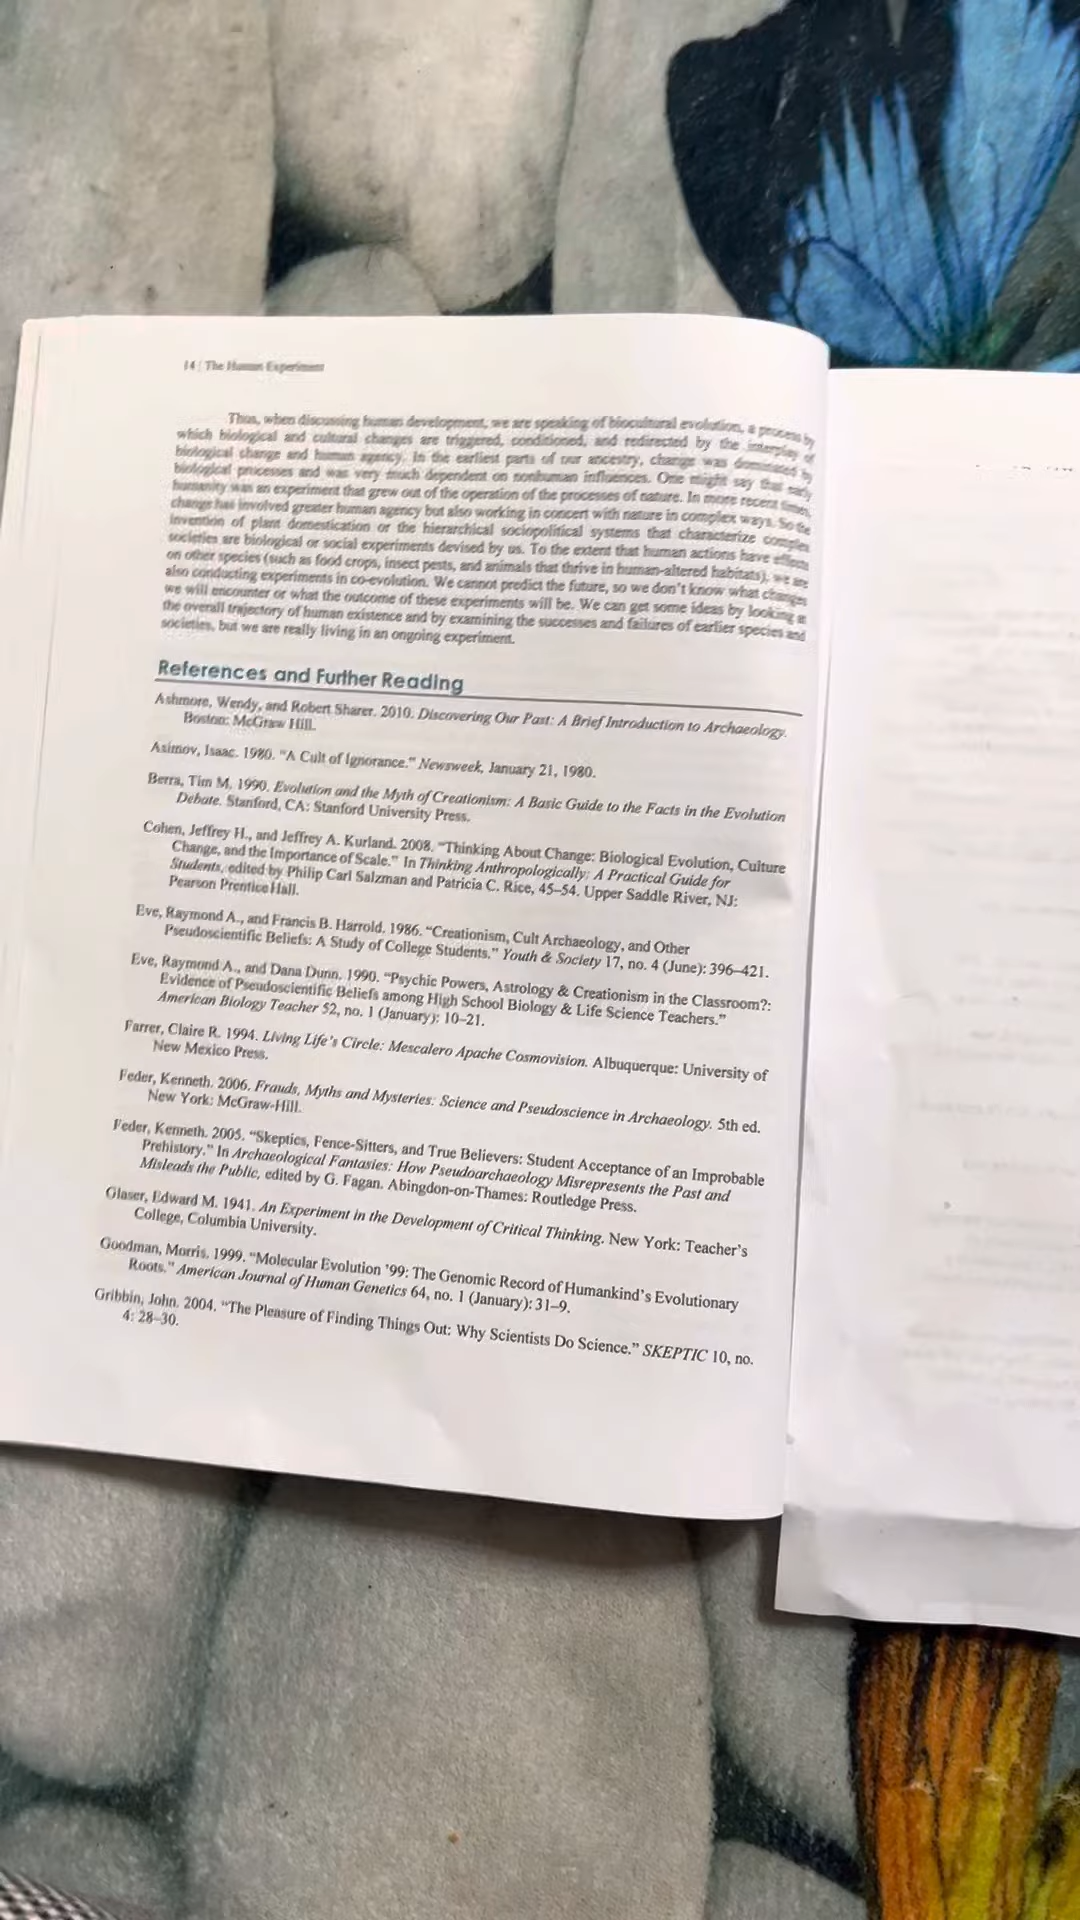 14 | The Human Experiment
Thus, when discussing human development, we are speaking of biocultural evolution, a process by
which biological and cultural changes are triggered, conditioned, and redirected by the interplay of
biological change and human agency. In the earliest parts of our ancestry, change was dominated by
biological processes and was very much dependent on nonhuman influences. One might say that early
humanity was an experiment that grew out of the operation of the processes of nature. In more recent times,
change has involved greater human agency but also working in concert with nature in complex ways. So the
invention of plant domestication or the hierarchical sociopolitical systems that characterize complex
societies are biological or social experiments devised by us. To the extent that human actions have effects
on other species (such as food crops, insect pests, and animals that thrive in human-altered habitats), we are
also conducting experiments in co-evolution. We cannot predict the future, so we don't know what changes
we will encounter or what the outcome of these experiments will be. We can get some ideas by looking at
the overall trajectory of human existence and by examining the successes and failures of earlier species and
societies, but we are really living in an ongoing experiment.
References and Further Reading
Ashmore, Wendy, and Robert Sharer. 2010. Discovering Our Past: A Brief Introduction to Archaeology.
Boston: McGraw Hill.
Asimov, Isaac. 1980. “A Cult of Ignorance.” Newsweek, January 21, 1980.
Berra, Tim M. 1990. Evolution and the Myth of Creationism: A Basic Guide to the Facts in the Evolution
Debate. Stanford, CA: Stanford University Press.
Cohen, Jeffrey H., and Jeffrey A. Kurland. 2008. “Thinking About Change: Biological Evolution, Culture
Change, and the Importance of Scale.” In Thinking Anthropologically: A Practical Guide for
Students, edited by Philip Carl Salzman and Patricia C. Rice, 45–54. Upper Saddle River, NJ:
Pearson Prentice Hall.
Eve, Raymond A., and Francis B. Harrold. 1986. “Creationism, Cult Archaeology, and Other
Pseudoscientific Beliefs: A Study of College Students.” Youth & Society 17, no. 4 (June): 396–421.
Eve, Raymond A., and Dana Dunn. 1990. “Psychic Powers, Astrology & Creationism in the Classroom?:
Evidence of Pseudoscientific Beliefs among High School Biology & Life Science Teachers.”
American Biology Teacher 52, no. 1 (January): 10–21.
Farrer, Claire R. 1994. Living Life's Circle: Mescalero Apache Cosmovision. Albuquerque: University of
New Mexico Press.
Feder, Kenneth. 2006. Frauds, Myths and Mysteries: Science and Pseudoscience in Archaeology. 5th ed.
New York: McGraw-Hill.
Feder, Kenneth. 2005. “Skeptics, Fence-Sitters, and True Believers: Student Acceptance of an Improbable
Prehistory.” In Archaeological Fantasies: How Pseudoarchaeology Misrepresents the Past and
Misleads the Public, edited by G. Fagan. Abingdon-on-Thames: Routledge Press.
Glaser, Edward M. 1941. An Experiment in the Development of Critical Thinking. New York: Teacher's
College, Columbia University.
Goodman, Morris. 1999. “Molecular Evolution '99: The Genomic Record of Humankind's Evolutionary
Roots.” American Journal of Human Genetics 64, no. 1 (January): 31–9.
Gribbin, John. 2004. “The Pleasure of Finding Things Out: Why Scientists Do Science.” SKEPTIC 10, no.
4: 28–30.